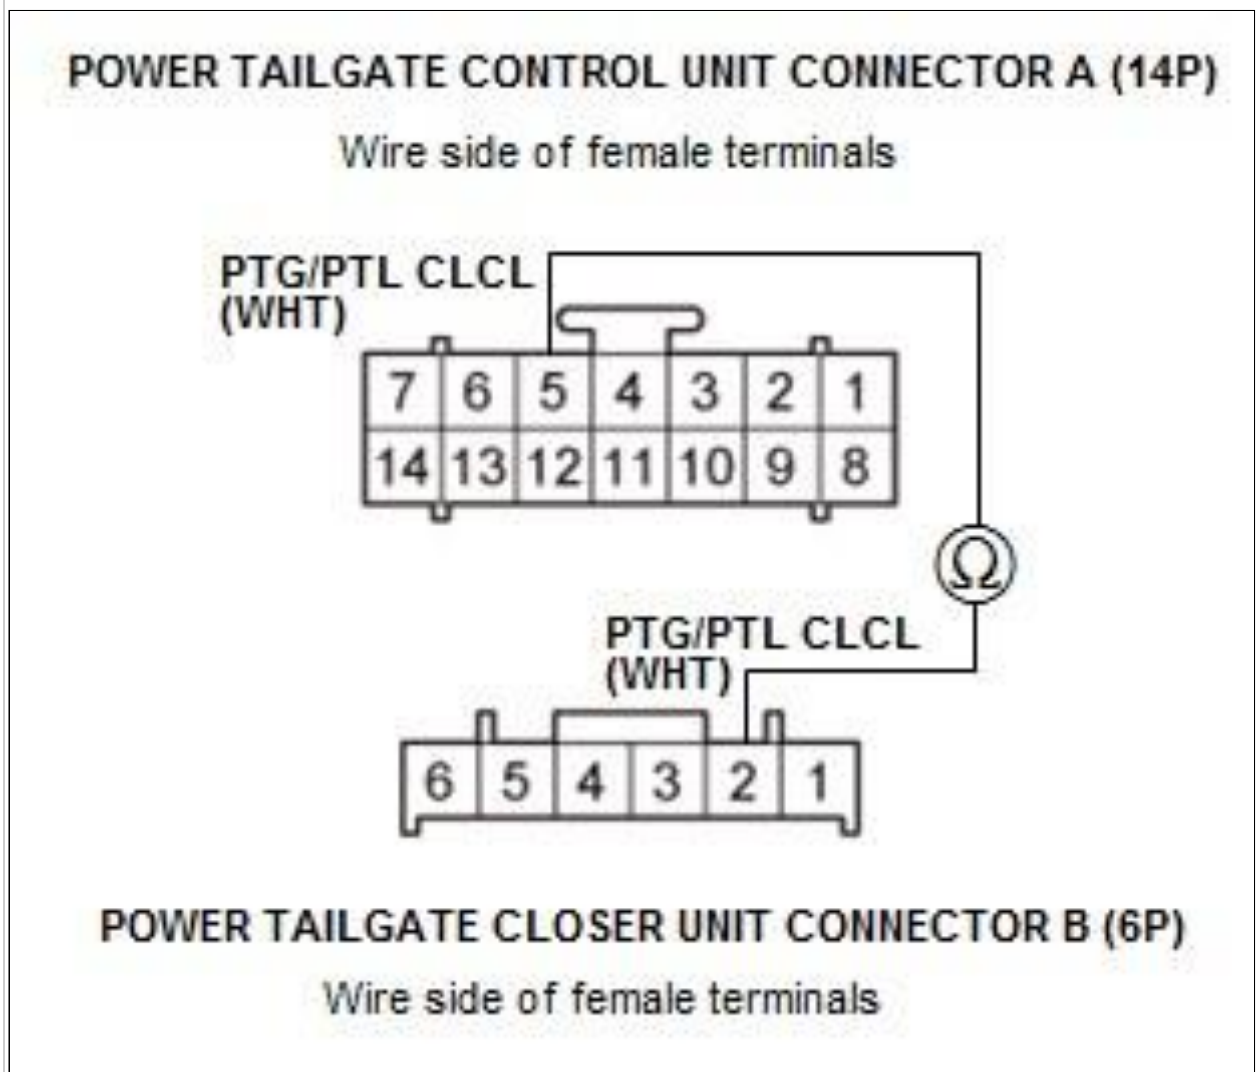 POWER TAILGATE CONTROL UNIT CONNECTOR A (14P)
Wire side of female terminals
PTG/PTL CLCL
(WHT)
7 6 5 4 3 2 1
14 13 12 11 10 9 8
Ω
PTG/PTL CLCL
(WHT)
6 5 4 3 2 1
POWER TAILGATE CLOSER UNIT CONNECTOR B (6P)
Wire side of female terminals